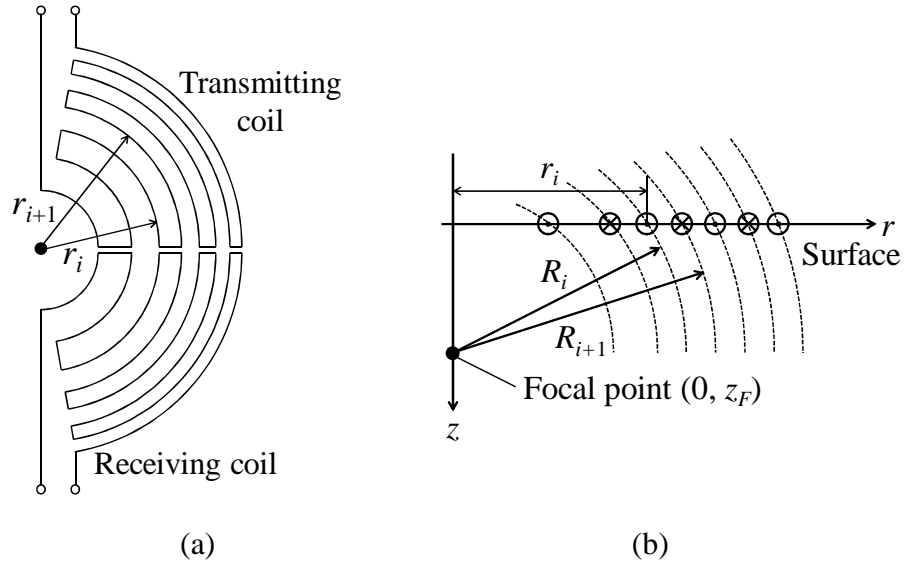 Transmitting
coil
r_{i+1}
r_i
Receiving coil
(a)
r_i
r
Surface
R_i
R_{i+1}
Focal point (0, z_F)
z
(b)